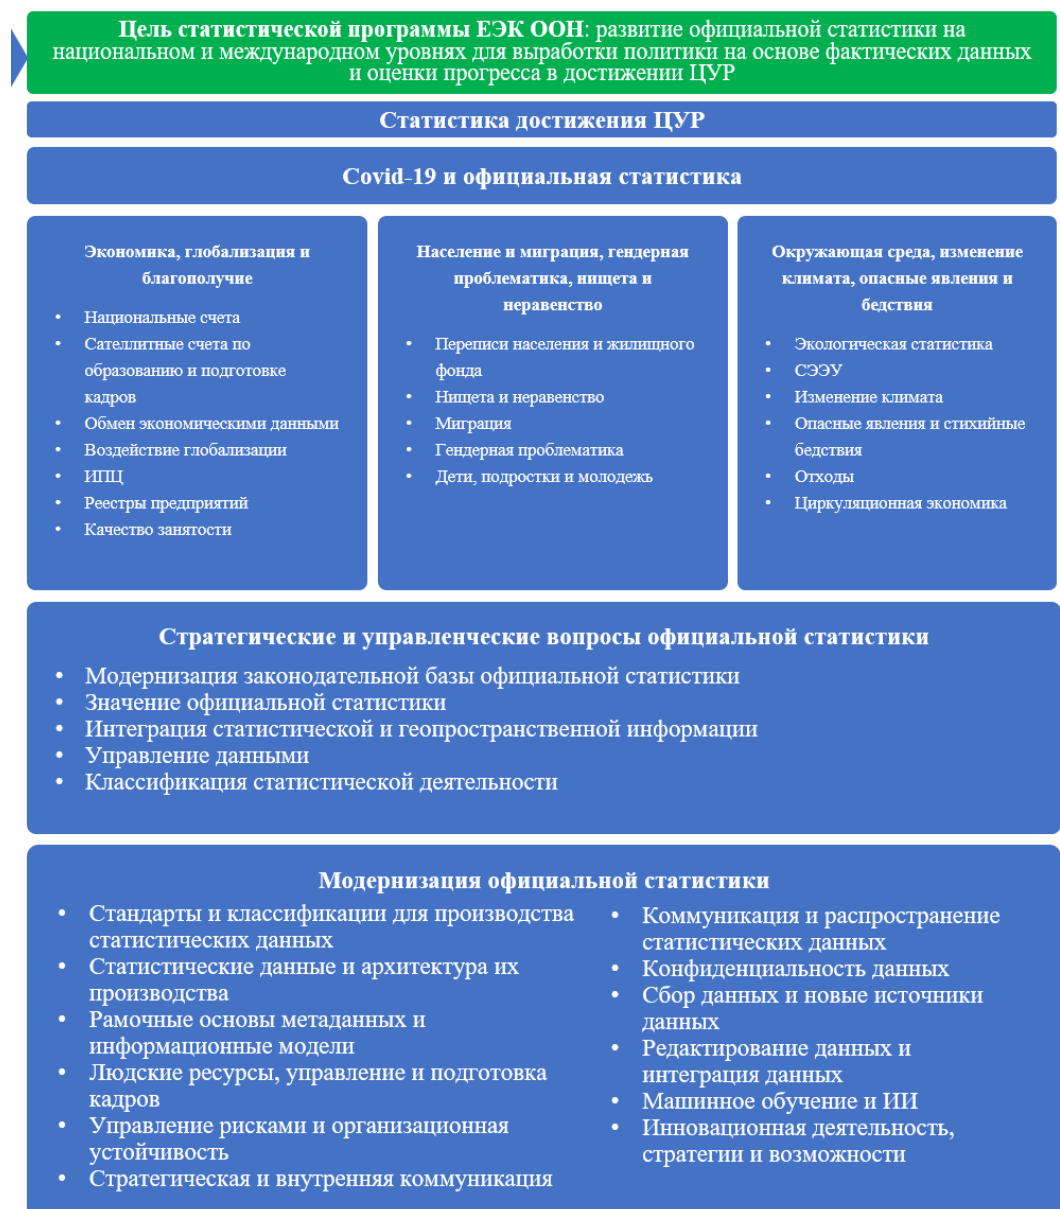 Цель статистической программы ЕЭК ООН: развитие официальной статистики на
национальном и международном уровнях для выработки политики на основе фактических данных
и оценки прогресса в достижении ЦУР
Статистика достижения ЦУР
Covid-19 и официальная статистика
Экономика, глобализация и
благополучие
• Национальные счета
• Сателлитные счета по
образованию и подготовке
кадров
• Обмен экономическими данными
• Воздействие глобализации
• ИПЦ
• Реестры предприятий
• Качество занятости
Население и миграция, гендерная
проблематика, нищета и
неравенство
• Переписи населения и жилищного
фонда
• Нищета и неравенство
• Миграция
• Гендерная проблематика
• Дети, подростки и молодежь
Окружающая среда, изменение
климата, опасные явления и
бедствия
• Экологическая статистика
• СЭЭУ
• Изменение климата
• Опасные явления и стихийные
бедствия
• Отходы
• Циркуляционная экономика
Стратегические и управленческие вопросы официальной статистики
• Модернизация законодательной базы официальной статистики
• Значение официальной статистики
• Интеграция статистической и геопространственной информации
• Управление данными
• Классификация статистической деятельности
Модернизация официальной статистики
• Стандарты и классификации для производства
статистических данных
• Статистические данные и архитектура их
производства
• Рамочные основы метаданных и
информационные модели
• Людские ресурсы, управление и подготовка
кадров
• Управление рисками и организационная
устойчивость
• Стратегическая и внутренняя коммуникация
• Коммуникация и распространение
статистических данных
• Конфиденциальность данных
• Сбор данных и новые источники
данных
• Редактирование данных и
интеграция данных
• Машинное обучение и ИИ
• Инновационная деятельность,
стратегии и возможности